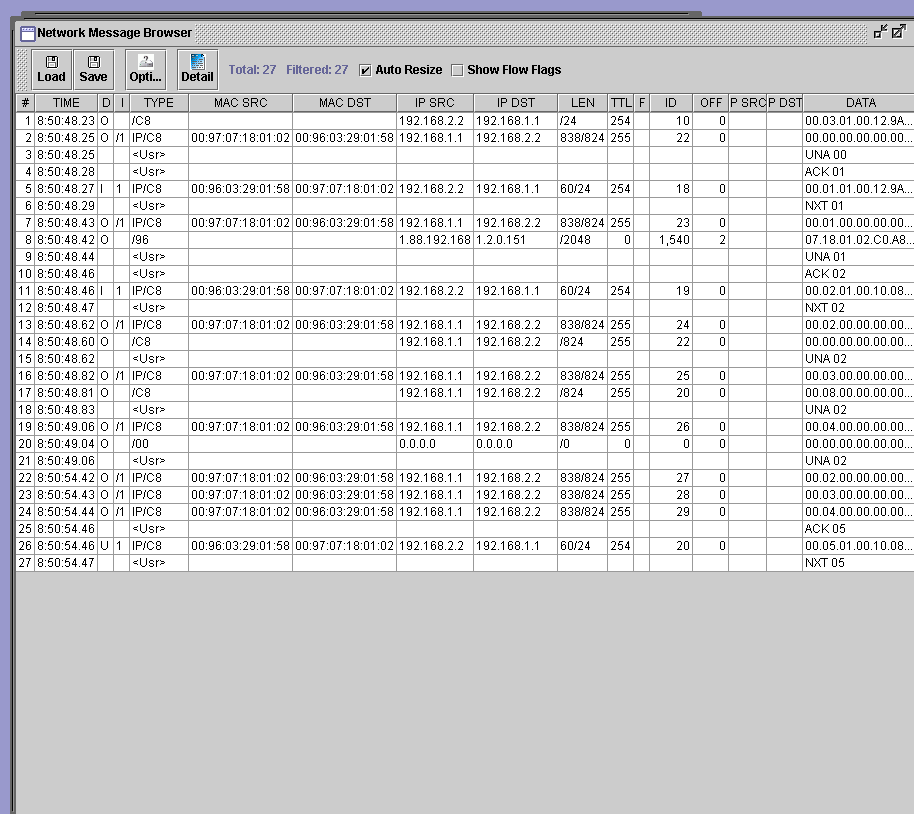 Network Message Browser
Load Save Opti... Detail Total: 27 Filtered: 27 Auto Resize Show Flow Flags
# TIME D I TYPE MAC SRC MAC DST IP SRC IP DST LEN TTL F ID OFF P SRC P DST DATA
1 8:50:48.23 O /C8 192.168.2.2 192.168.1.1 /24 254 10 0 00.03.01.00.12.9A...
2 8:50:48.25 O /1 IP/C8 00:97:07:18:01:02 00:96:03:29:01:58 192.168.1.1 192.168.2.2 838/824 255 22 0 00.00.00.00.00.00...
3 8:50:48.25 <Usr> UNA 00
4 8:50:48.28 <Usr> ACK 01
5 8:50:48.27 I 1 IP/C8 00:96:03:29:01:58 00:97:07:18:01:02 192.168.2.2 192.168.1.1 60/24 254 18 0 00.01.01.00.12.9A...
6 8:50:48.29 <Usr> NXT 01
7 8:50:48.43 O /1 IP/C8 00:97:07:18:01:02 00:96:03:29:01:58 192.168.1.1 192.168.2.2 838/824 255 23 0 00.01.00.00.00.00...
8 8:50:48.42 O /96 1.88.192.168 1.2.0.151 /2048 0 1,540 2 07.18.01.02.C0.A8...
9 8:50:48.44 <Usr> UNA 01
10 8:50:48.46 <Usr> ACK 02
11 8:50:48.46 I 1 IP/C8 00:96:03:29:01:58 00:97:07:18:01:02 192.168.2.2 192.168.1.1 60/24 254 19 0 00.02.01.00.10.08...
12 8:50:48.47 <Usr> NXT 02
13 8:50:48.62 O /1 IP/C8 00:97:07:18:01:02 00:96:03:29:01:58 192.168.1.1 192.168.2.2 838/824 255 24 0 00.02.00.00.00.00...
14 8:50:48.60 O /C8 192.168.1.1 192.168.2.2 /824 255 22 0 00.00.00.00.00.00...
15 8:50:48.62 <Usr> UNA 02
16 8:50:48.82 O /1 IP/C8 00:97:07:18:01:02 00:96:03:29:01:58 192.168.1.1 192.168.2.2 838/824 255 25 0 00.03.00.00.00.00...
17 8:50:48.81 O /C8 192.168.1.1 192.168.2.2 /824 255 20 0 00.08.00.00.00.00...
18 8:50:48.83 <Usr> UNA 02
19 8:50:49.06 O /1 IP/C8 00:97:07:18:01:02 00:96:03:29:01:58 192.168.1.1 192.168.2.2 838/824 255 26 0 00.04.00.00.00.00...
20 8:50:49.04 O /00 0.0.0.0 0.0.0.0 /0 0 0 0 00.00.00.00.00.00...
21 8:50:49.06 <Usr> UNA 02
22 8:50:54.42 O /1 IP/C8 00:97:07:18:01:02 00:96:03:29:01:58 192.168.1.1 192.168.2.2 838/824 255 27 0 00.02.00.00.00.00...
23 8:50:54.43 O /1 IP/C8 00:97:07:18:01:02 00:96:03:29:01:58 192.168.1.1 192.168.2.2 838/824 255 28 0 00.03.00.00.00.00...
24 8:50:54.44 O /1 IP/C8 00:97:07:18:01:02 00:96:03:29:01:58 192.168.1.1 192.168.2.2 838/824 255 29 0 00.04.00.00.00.00...
25 8:50:54.46 <Usr> ACK 05
26 8:50:54.46 U 1 IP/C8 00:96:03:29:01:58 00:97:07:18:01:02 192.168.2.2 192.168.1.1 60/24 254 20 0 00.05.01.00.10.08...
27 8:50:54.47 <Usr> NXT 05